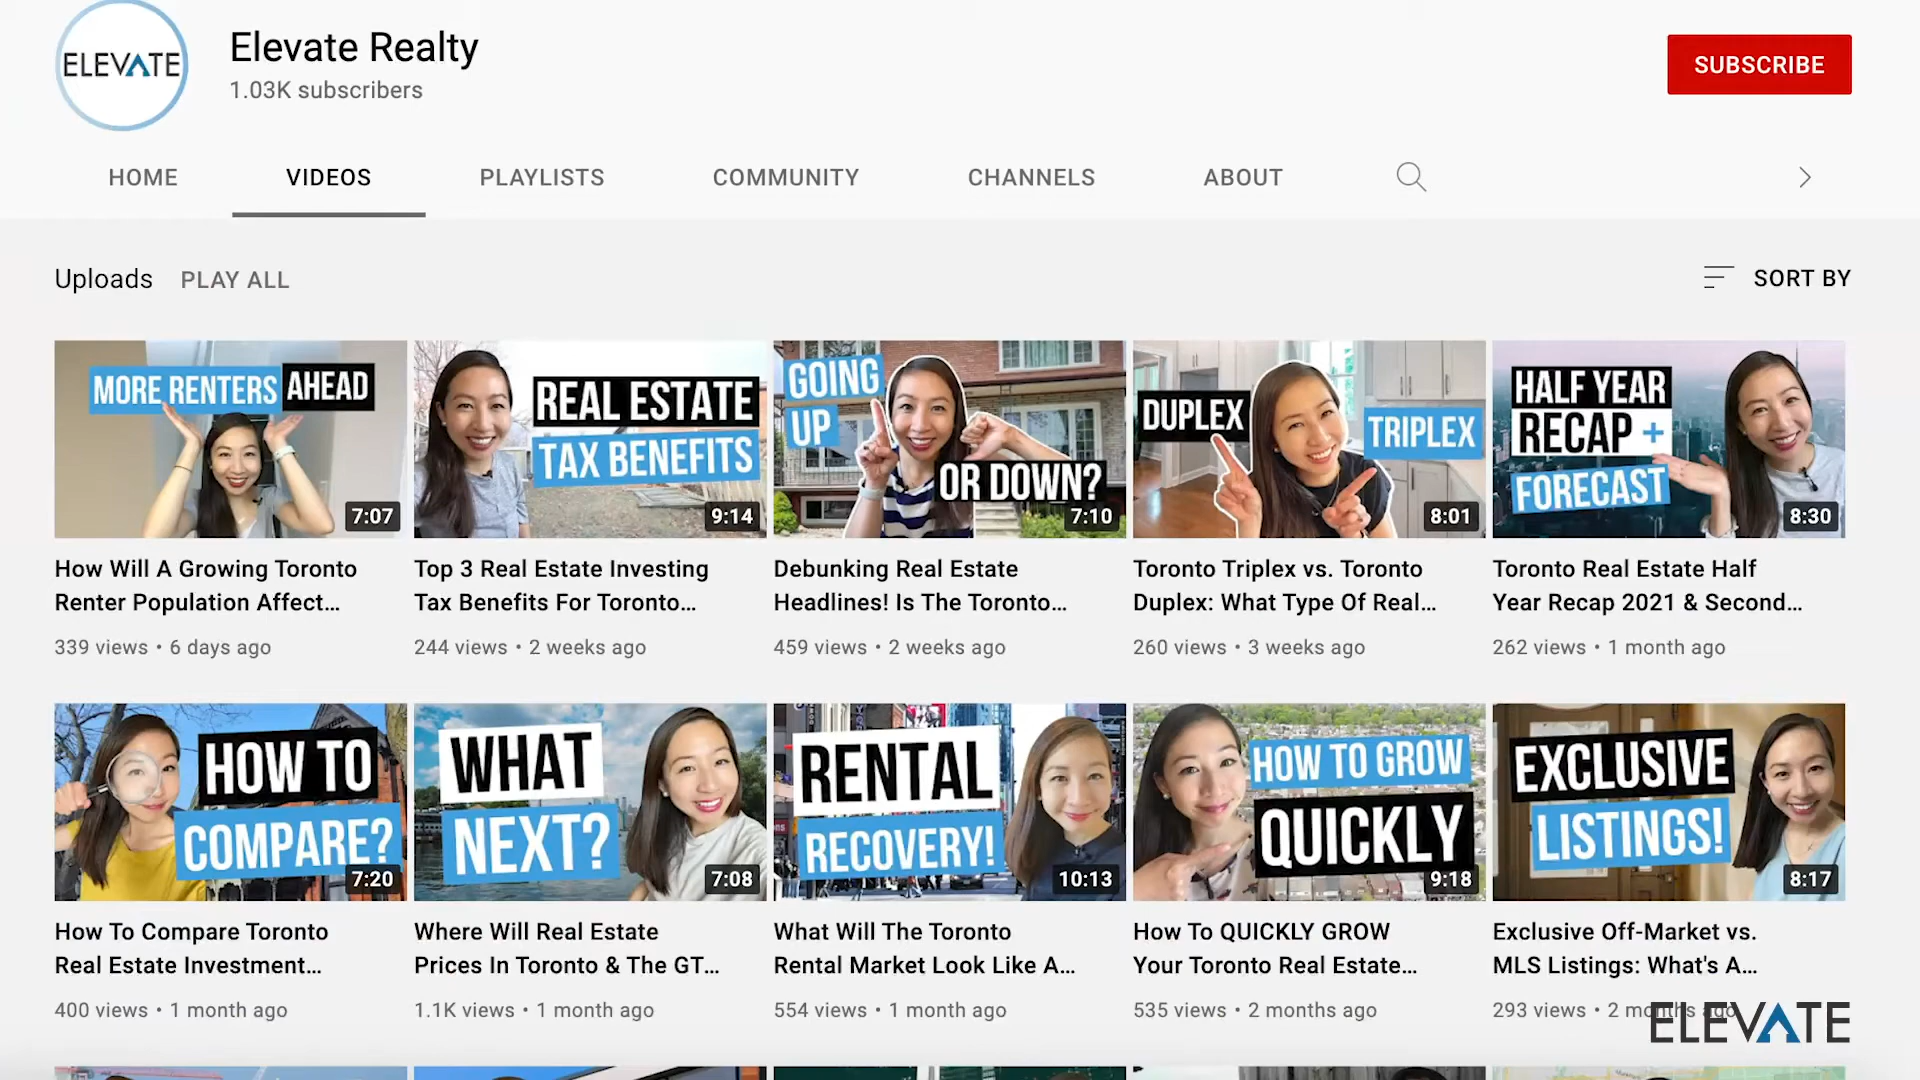 ELEVATE
Elevate Realty
1.03K subscribers
SUBSCRIBE
HOME
VIDEOS
PLAYLISTS
COMMUNITY
CHANNELS
ABOUT
Uploads
PLAY ALL
SORT BY
MORE RENTERS AHEAD
7:07
REAL ESTATE
TAX BENEFITS
9:14
GOING
UP
OR DOWN?
7:10
DUPLEX
TRIPLEX
8:01
HALF YEAR
RECAP +
FORECAST
8:30
How Will A Growing Toronto
Renter Population Affect...
339 views • 6 days ago
Top 3 Real Estate Investing
Tax Benefits For Toronto...
244 views • 2 weeks ago
Debunking Real Estate
Headlines! Is The Toronto...
459 views • 2 weeks ago
Toronto Triplex vs. Toronto
Duplex: What Type Of Real...
260 views • 3 weeks ago
Toronto Real Estate Half
Year Recap 2021 & Second...
262 views • 1 month ago
HOW TO
COMPARE?
7:20
WHAT
NEXT?
7:08
RENTAL
RECOVERY!
10:13
HOW TO GROW
QUICKLY
9:18
EXCLUSIVE
LISTINGS!
8:17
How To Compare Toronto
Real Estate Investment...
400 views • 1 month ago
Where Will Real Estate
Prices In Toronto & The GT...
1.1K views • 1 month ago
What Will The Toronto
Rental Market Look Like A...
554 views • 1 month ago
How To QUICKLY GROW
Your Toronto Real Estate...
535 views • 2 months ago
Exclusive Off-Market vs.
MLS Listings: What's A...
293 views • 2 months ago
ELEVATE